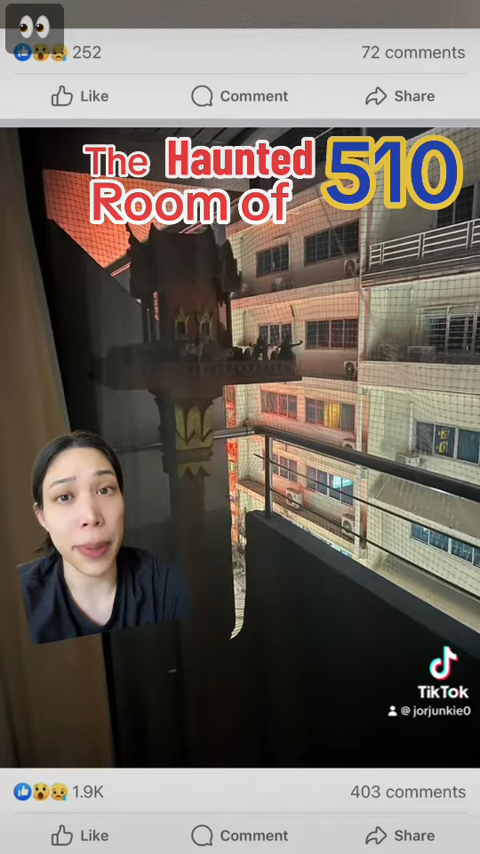 252
72 comments
Like
Comment
Share
The Haunted 510
Room of
TikTok
@jorjunkie0
1.9K
403 comments
Like
Comment
Share